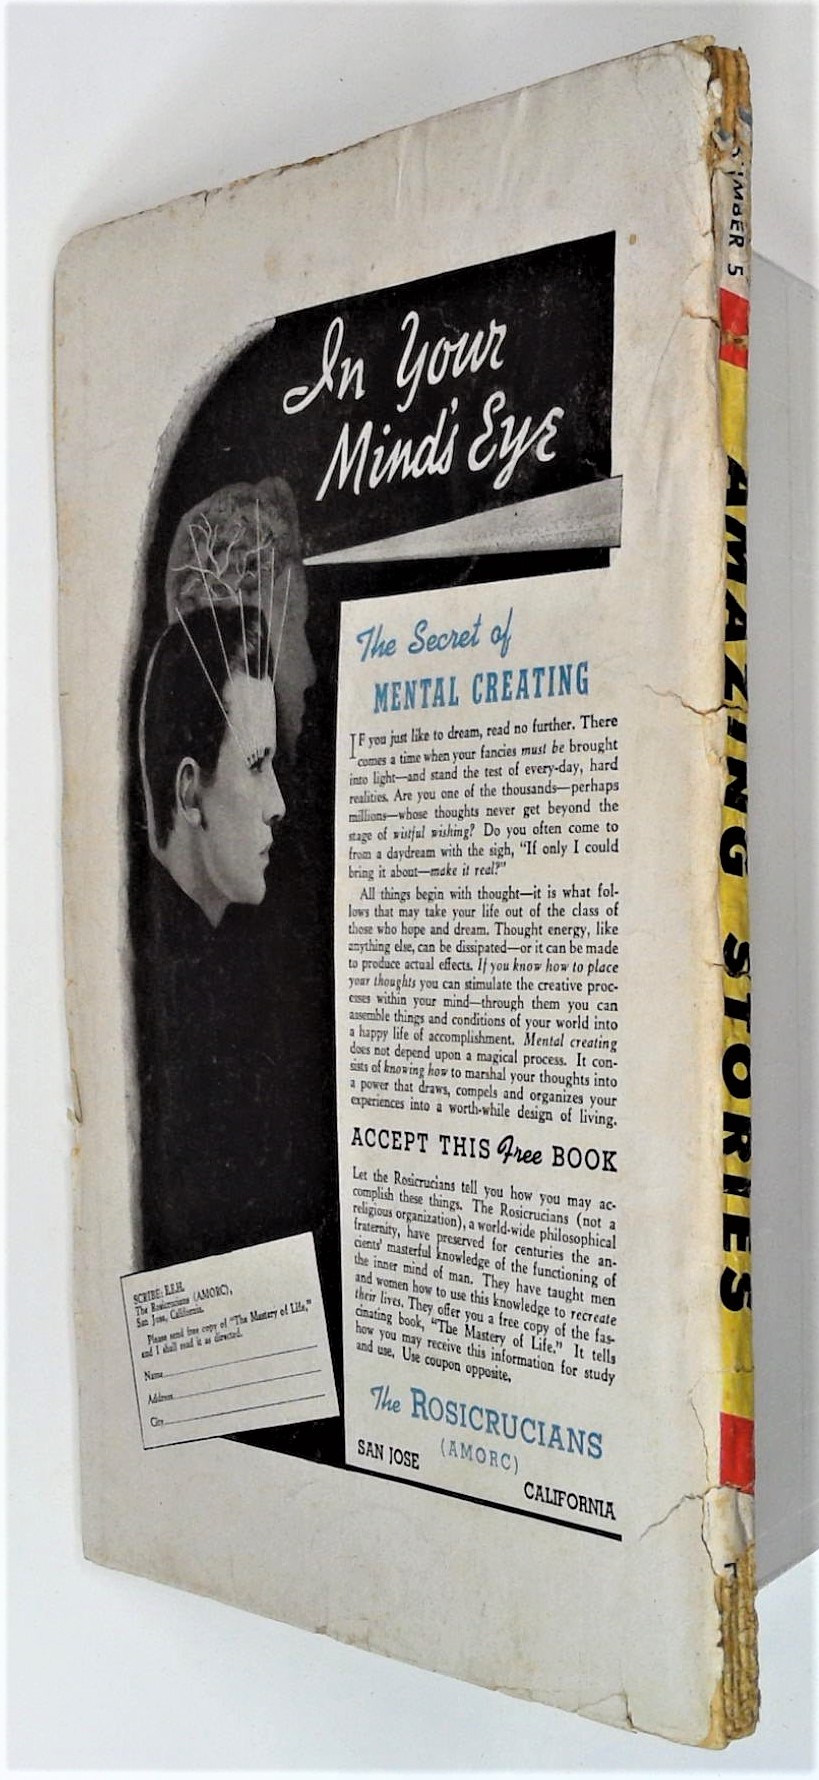 In Your
Mind's Eye
The Secret of
MENTAL CREATING
IF you just like to dream, read no further. There
comes a time when your fancies must be brought
into light—and stand the test of every-day, hard
realities. Are you one of the thousands—perhaps
millions—whose thoughts never get beyond the
stage of wistful wishing? Do you often come to
from a daydream with the sigh, "If only I could
bring it about—make it real?"
All things begin with thought—it is what fol-
lows that may take your life out of the class of
those who hope and dream. Thought energy, like
anything else, can be dissipated—or it can be made
to produce actual effects. If you know how to place
your thoughts you can stimulate the creative proc-
esses within your mind—through them you can
assemble things and conditions of your world into
a happy life of accomplishment. Mental creating
does not depend upon a magical process. It con-
sists of knowing how to marshal your thoughts into
a power that draws, compels and organizes your
experiences into a worth-while design of living.
ACCEPT THIS Free BOOK
Let the Rosicrucians tell you how you may ac-
complish these things. The Rosicrucians (not a
religious organization), a world-wide philosophical
fraternity, have preserved for centuries the an-
cients' masterful knowledge of the functioning of
the inner mind of man. They have taught men
and women how to use this knowledge to recreate
their lives. They offer you a free copy of the fas-
cinating book, "The Mastery of Life." It tells
how you may receive this information for study
and use. Use coupon opposite.
The ROSICRUCIANS
SAN JOSE (AMORC) CALIFORNIA
SCRIBE:
The Rosicrucians (AMORC),
San Jose, California.
Please send free copy of "The Mastery of Life,"
and I shall read it as directed.
Name
Address
City
MBER 5
AMAZING STORIES